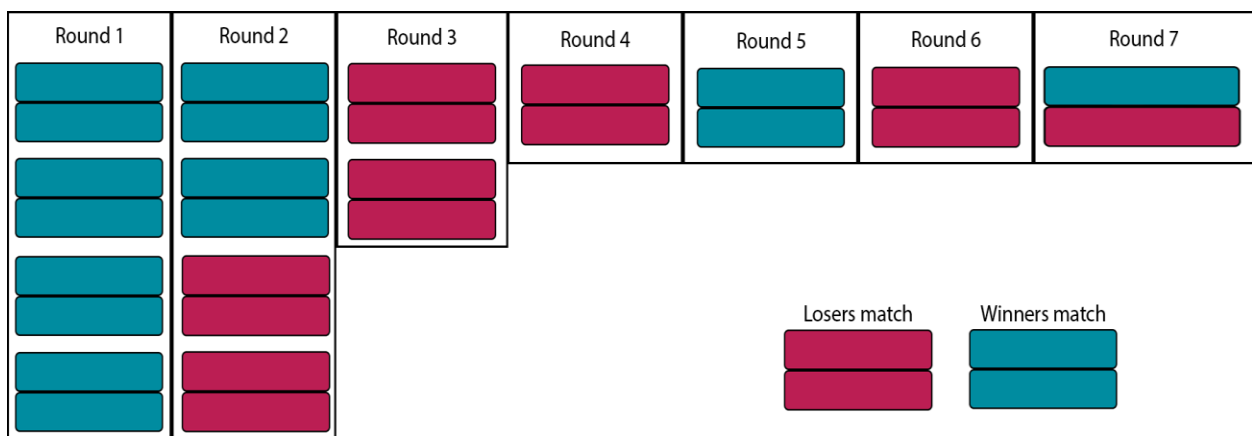 Round 1
Round 2
Round 3
Round 4
Round 5
Round 6
Round 7
Losers match
Winners match